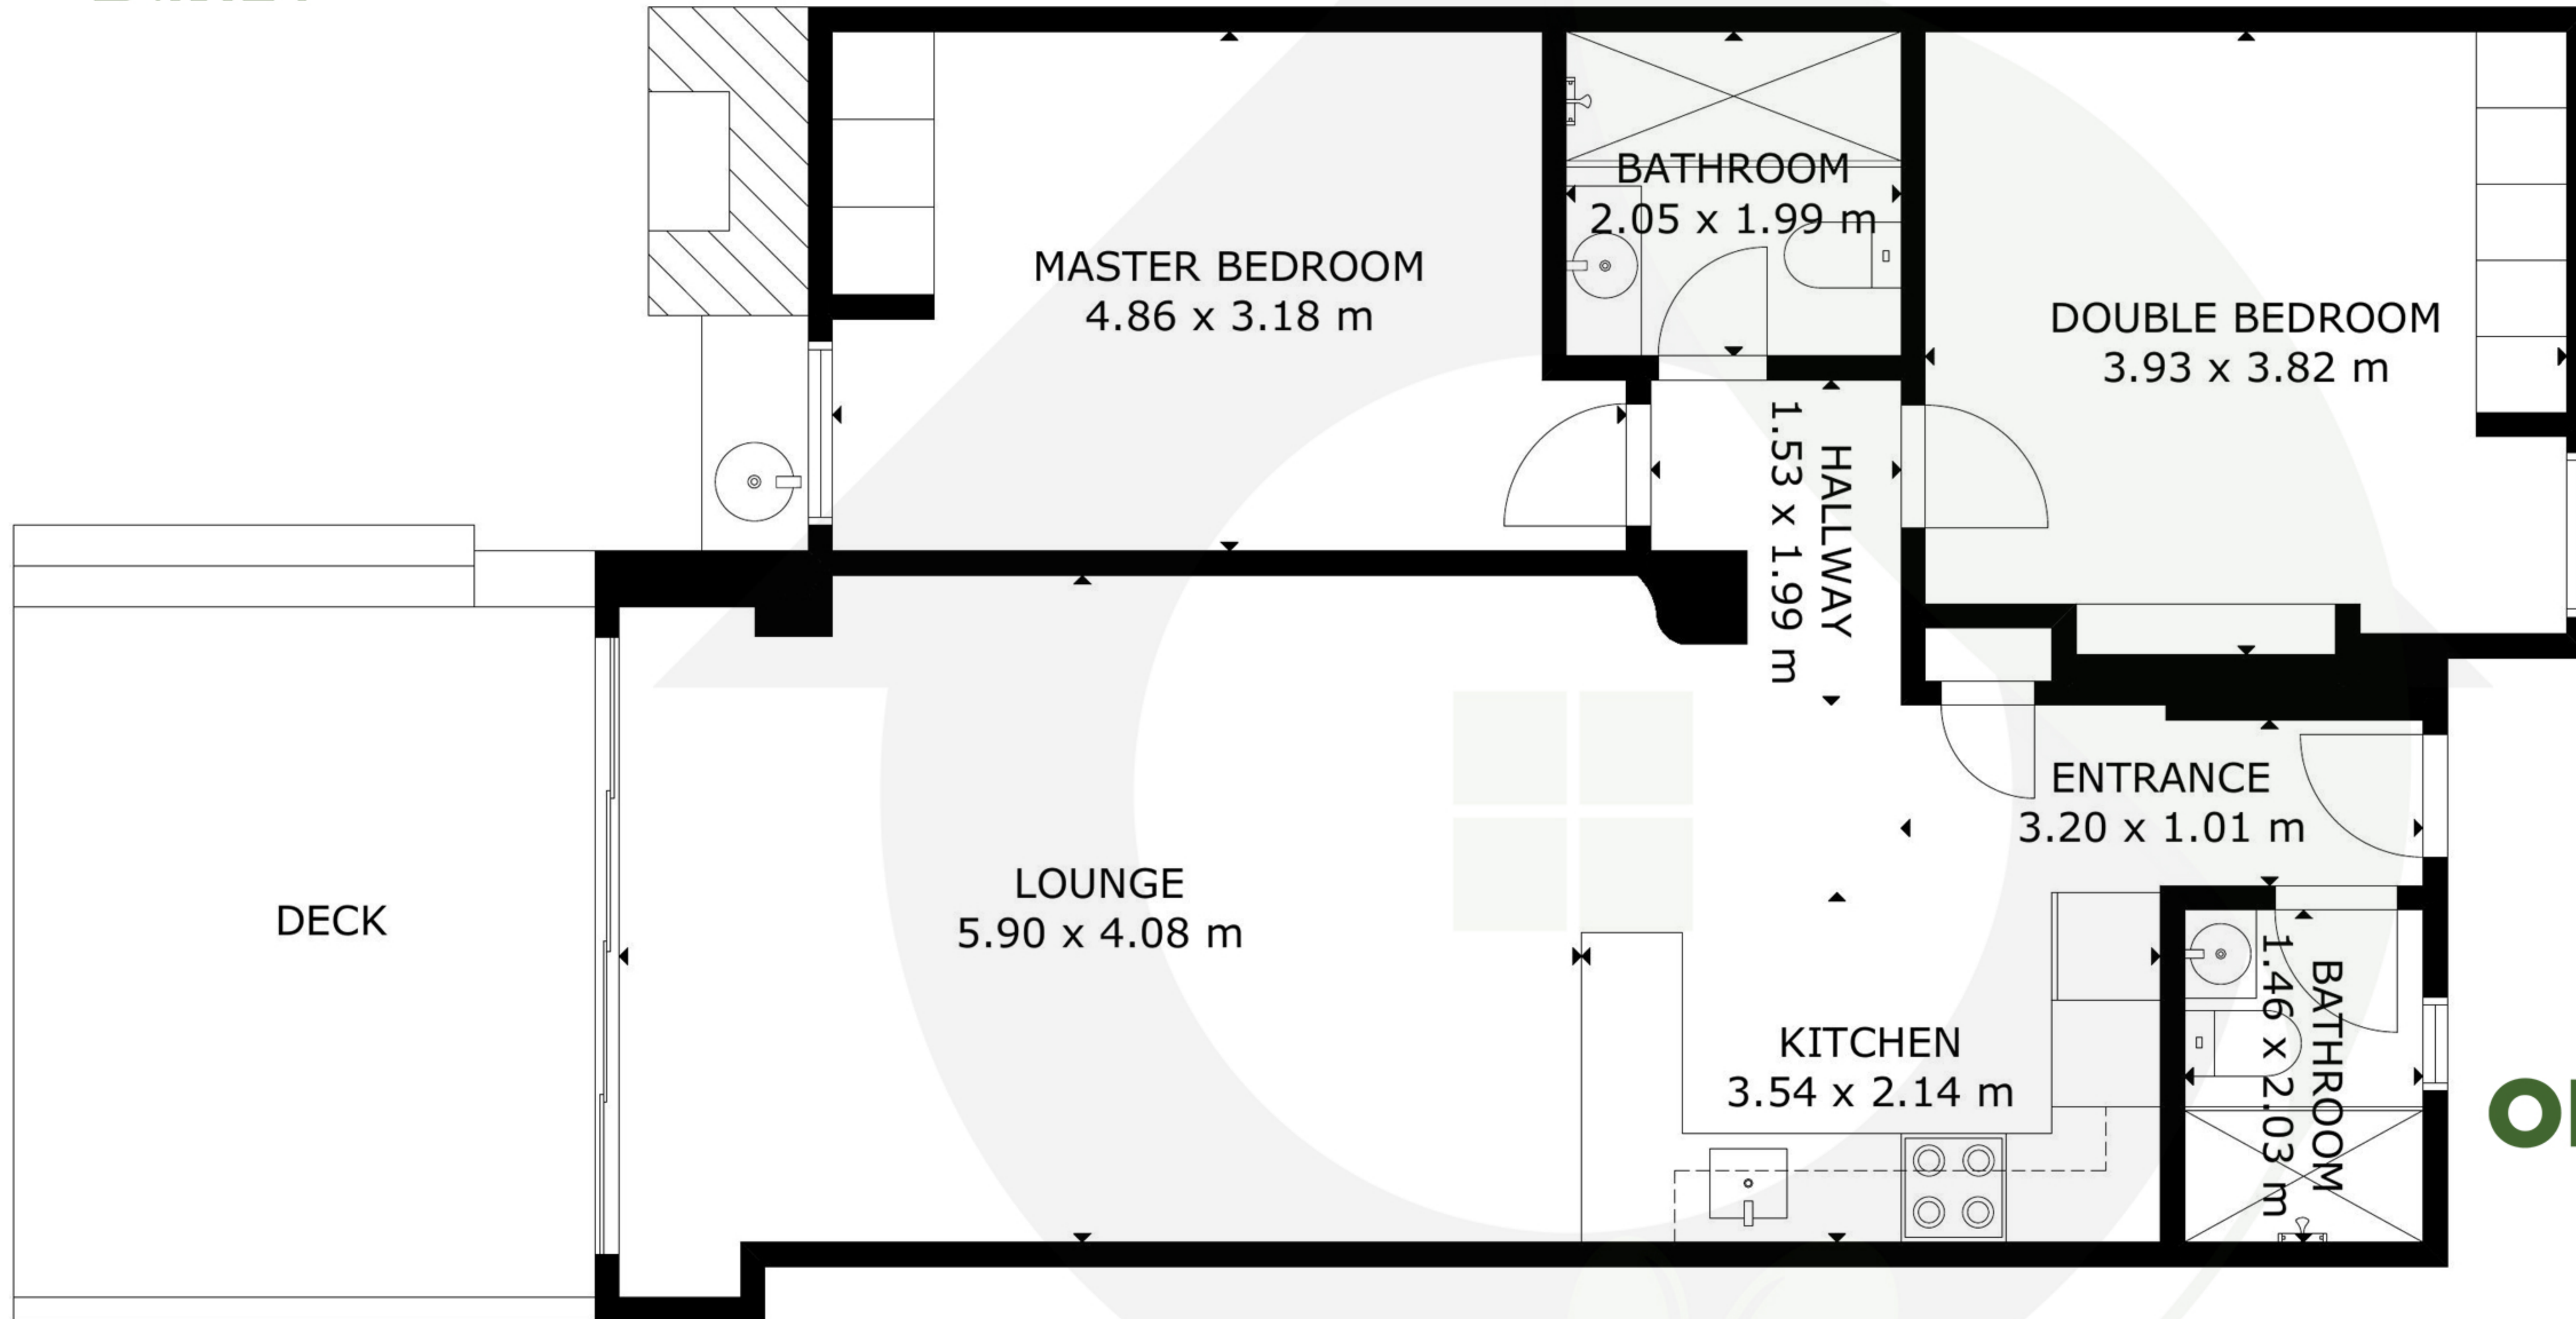 BATHROOM
2.05 x 1.99 m
MASTER BEDROOM
4.86 x 3.18 m
DOUBLE BEDROOM
3.93 x 3.82 m
HALLWAY
1.53 x 1.99 m
ENTRANCE
3.20 x 1.01 m
LOUNGE
5.90 x 4.08 m
DECK
KITCHEN
3.54 x 2.14 m
BATHROOM
1.46 x 2.03 m